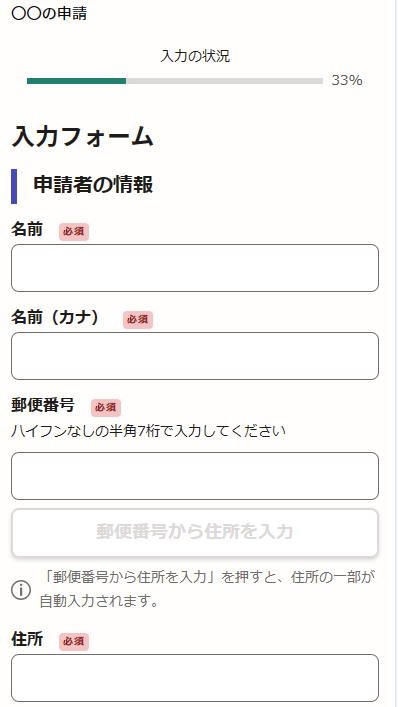 〇〇の申請
入力の状況
33%
入力フォーム
申請者の情報
名前 必須
名前（カナ） 必須
郵便番号 必須
ハイフンなしの半角7桁で入力してください
郵便番号から住所を入力
「郵便番号から住所を入力」を押すと、住所の一部が
自動入力されます。
住所 必須